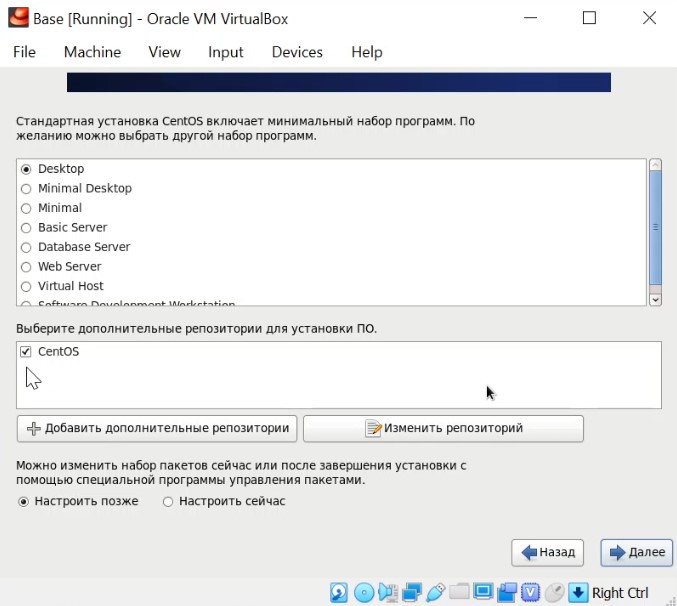 Base [Running] - Oracle VM VirtualBox
File Machine View Input Devices Help
Стандартная установка CentOS включает минимальный набор программ. По
желанию можно выбрать другой набор программ.
Desktop
Minimal Desktop
Minimal
Basic Server
Database Server
Web Server
Virtual Host
Software Development Workstation
Выберите дополнительные репозитории для установки ПО.
CentOS
Добавить дополнительные репозитории Изменить репозиторий
Можно изменить набор пакетов сейчас или после завершения установки с
помощью специальной программы управления пакетами.
Настроить позже Настроить сейчас
Назад Далее
Right Ctrl